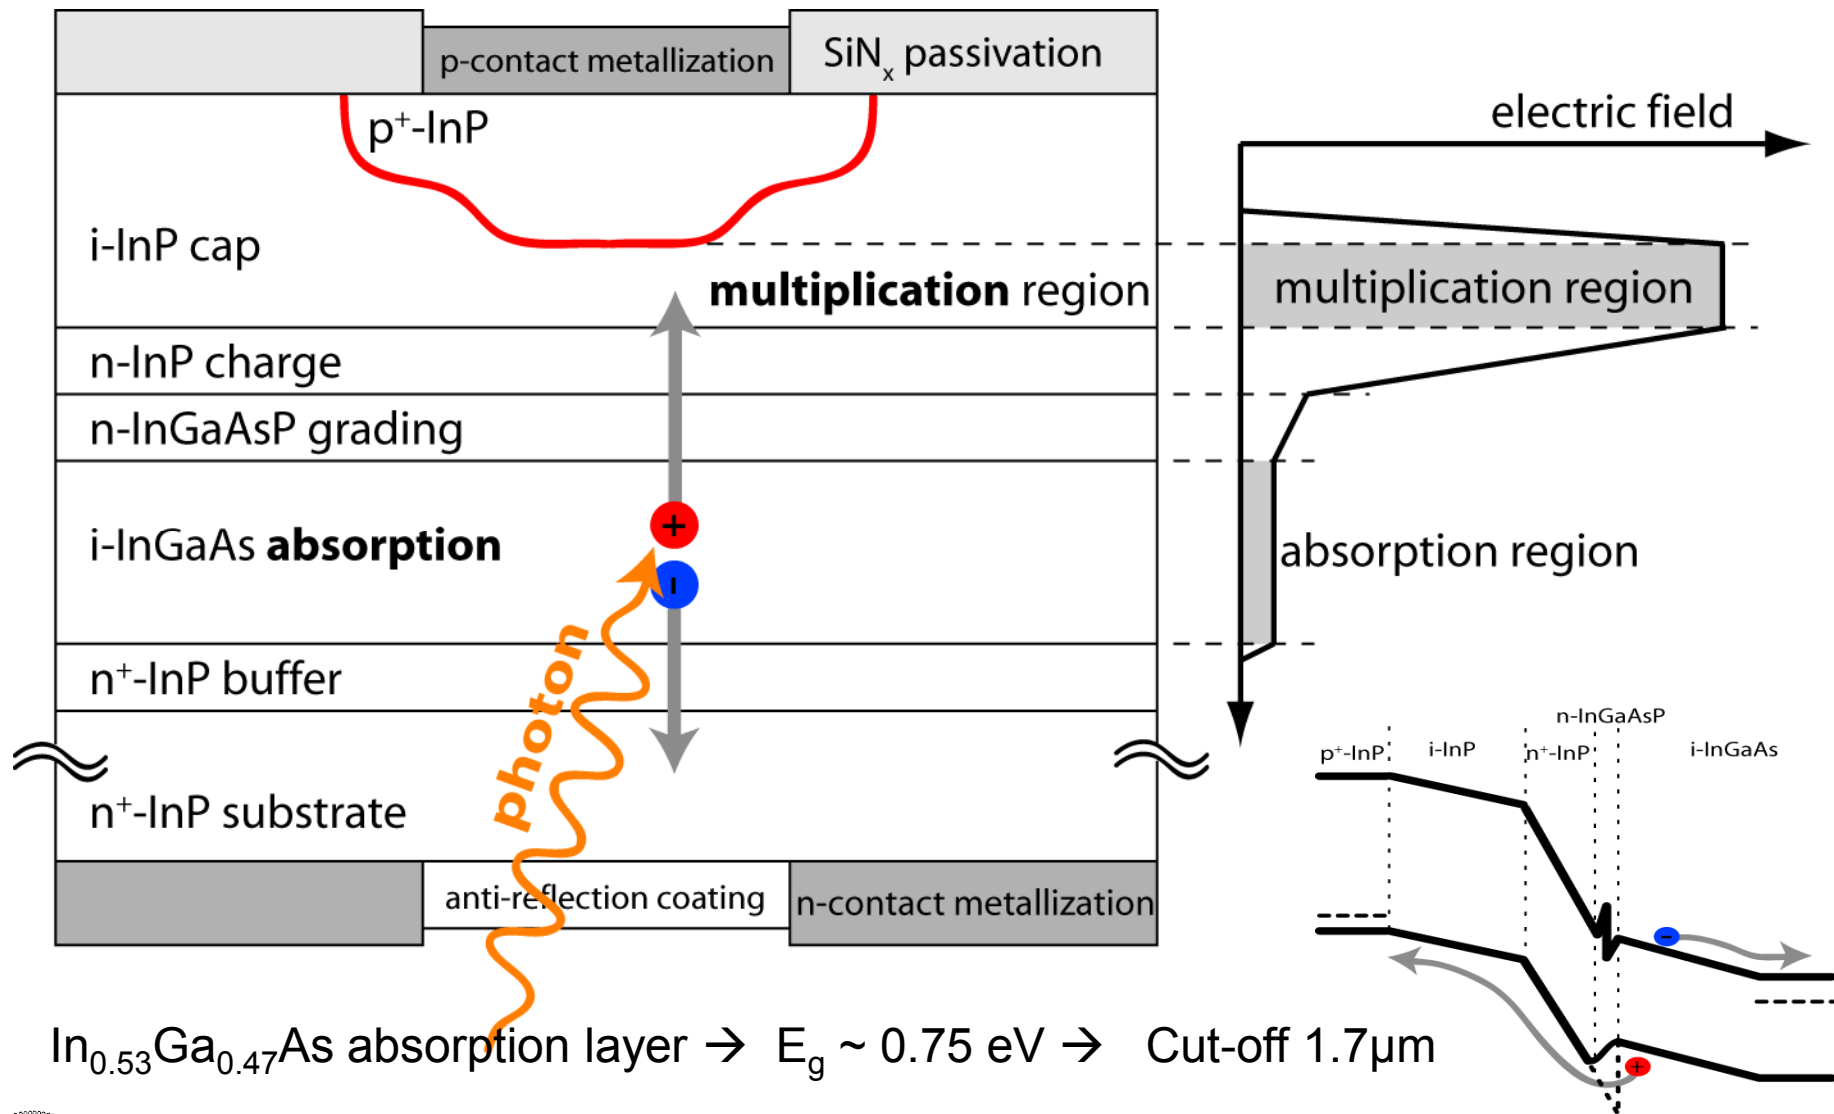 p-contact metallization
SiNₓ passivation
p⁺-InP
electric field
i-InP cap
multiplication region
multiplication region
n-InP charge
n-InGaAsP grading
+
i-InGaAs absorption
absorption region
-
photon
n⁺-InP buffer
n-InGaAsP
p⁺-InP
i-InP
n⁺-InP
i-InGaAs
n⁺-InP substrate
anti-reflection coating
n-contact metallization
-
In₀.₅₃Ga₀.₄₇As absorption layer → Eg ~ 0.75 eV → Cut-off 1.7µm
+